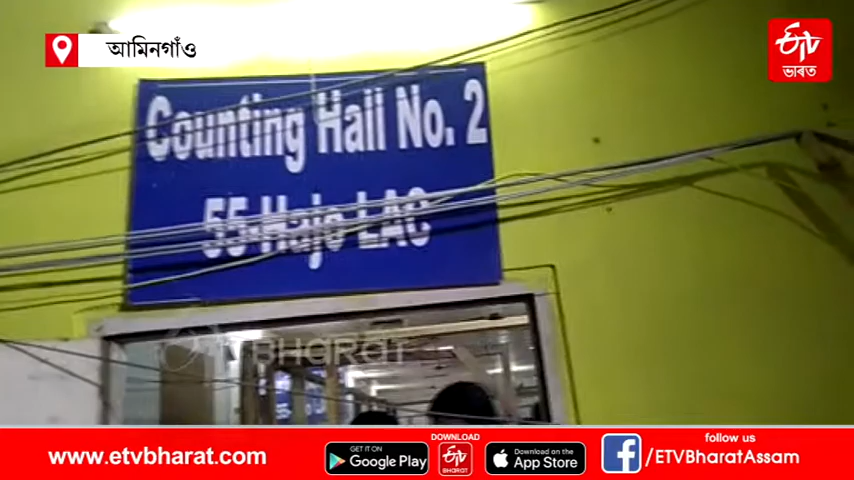 আমিনগাঁও
etv
ভাৰত
Counting Hall No. 2
55-Hajo LAC
BHARAT
www.etvbharat.com
GET IT ON
Google Play
DOWNLOAD
etv
BHARAT
Download on the
App Store
follow us
/ETVBharatAssam